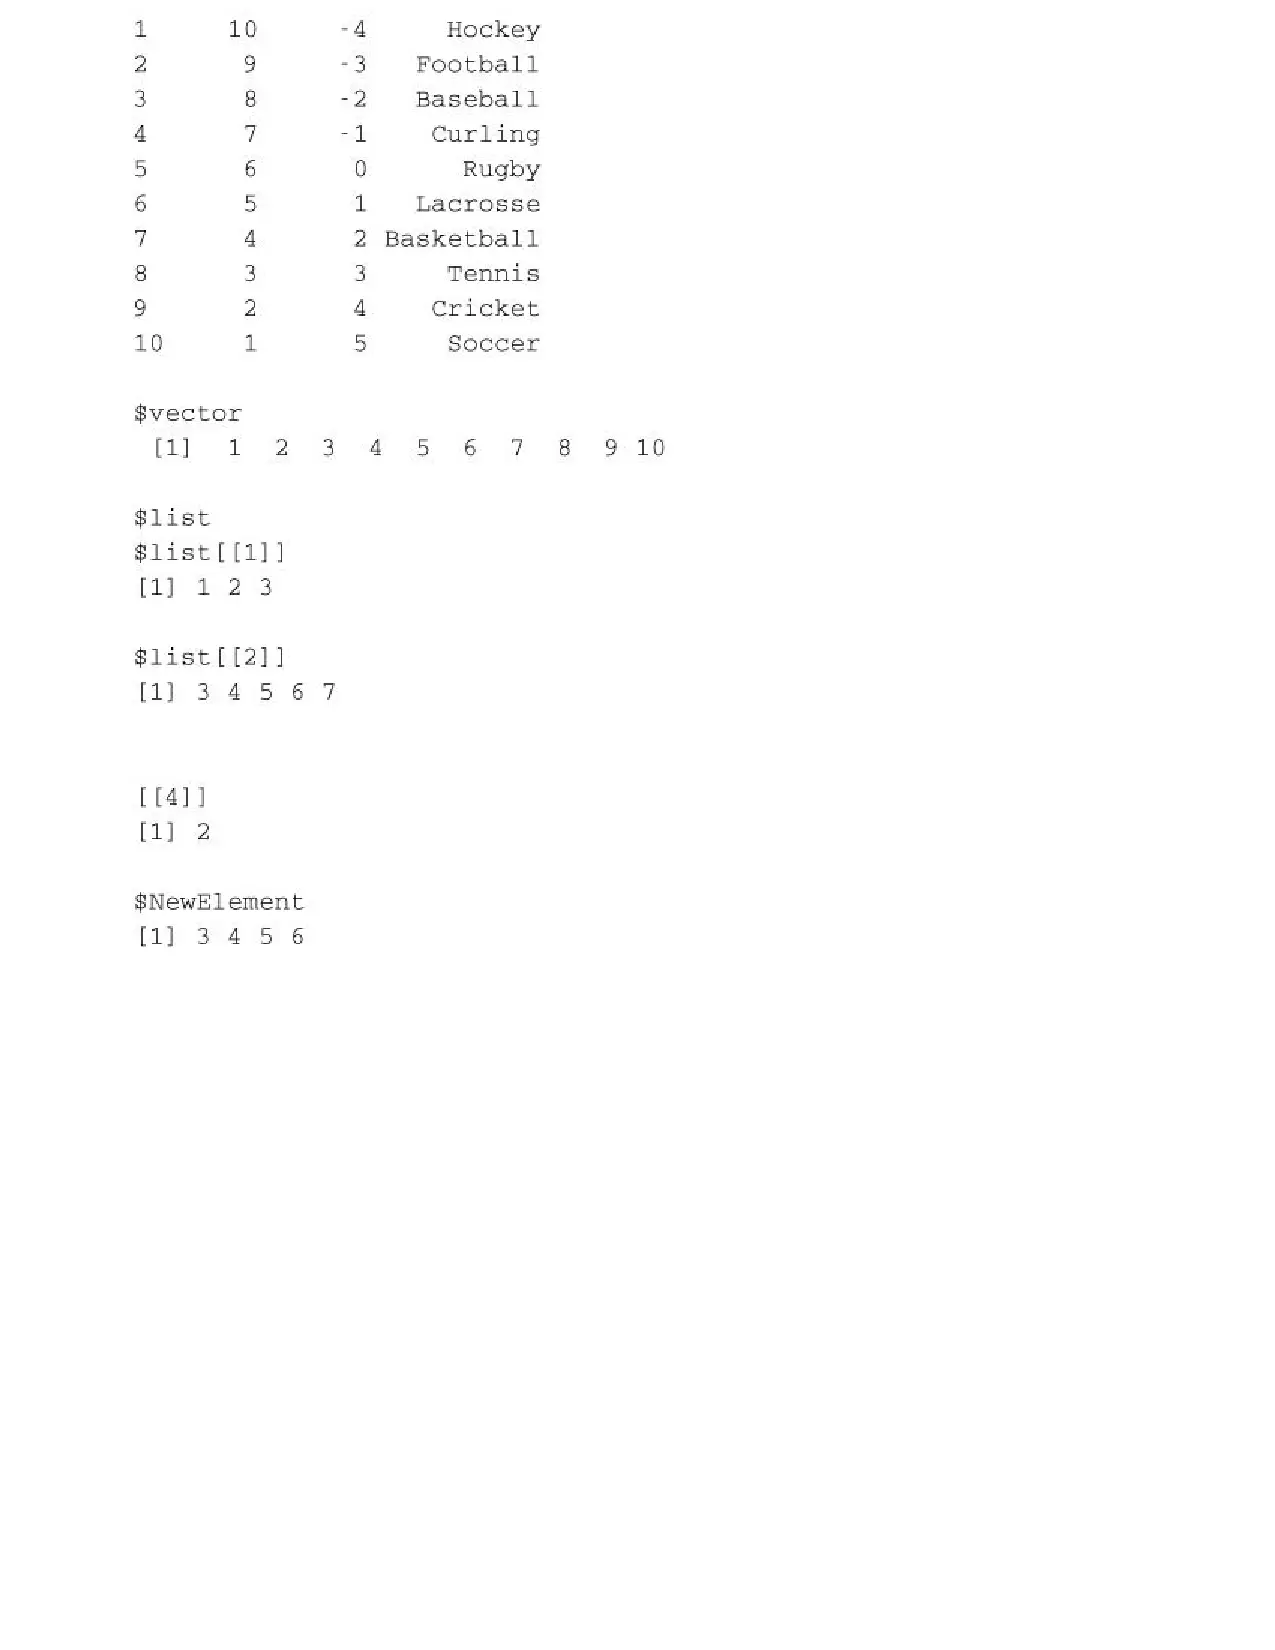 1 10 -4 Hockey
2 9 -3 Football
3 8 -2 Baseball
4 7 -1 Curling
5 6 0 Rugby
6 5 1 Lacrosse
7 4 2 Basketball
8 3 3 Tennis
9 2 4 Cricket
10 1 5 Soccer
$vector
[1] 1 2 3 4 5 6 7 8 9 10
$list
$list[[1]]
[1] 1 2 3
$list[[2]]
[1] 3 4 5 6 7
[[4]]
[1] 2
$NewElement
[1] 3 4 5 6